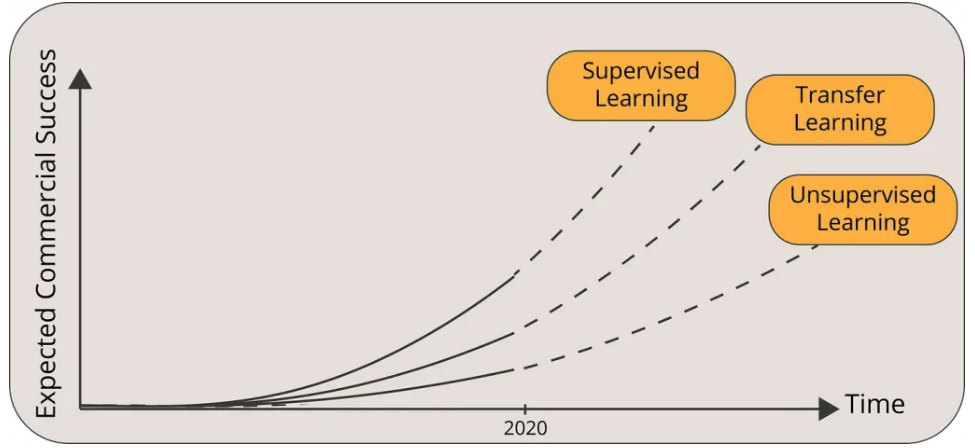 Expected Commercial Success
Supervised
Learning
Transfer
Learning
Unsupervised
Learning
Time
2020